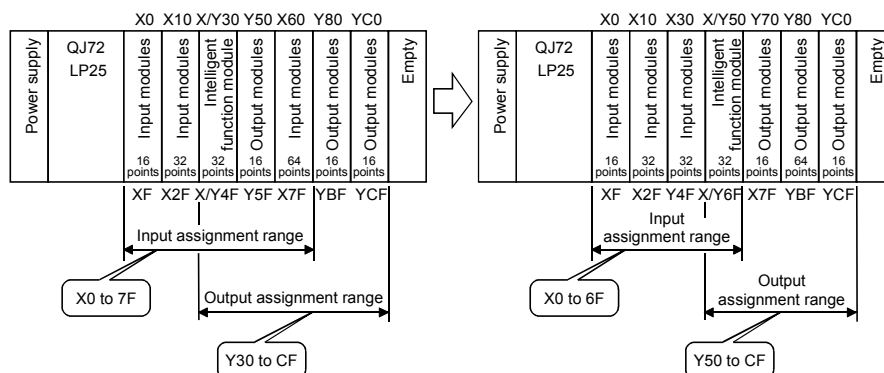 X0 X10 X/Y30 Y50 X60 Y80 YC0
Power supply
QJ72
LP25
Input modules
16
points
Input modules
32
points
Intelligent
function module
32
points
Output modules
16
points
Input modules
64
points
Output modules
16
points
Output modules
16
points
Empty
XF X2F X/Y4F Y5F X7F YBF YCF
Input assignment range
X0 to 7F
Output assignment range
Y30 to CF
X0 X10 X30 X/Y50 Y70 Y80 YC0
Power supply
QJ72
LP25
Input modules
16
points
Input modules
32
points
Input modules
32
points
Intelligent
function module
32
points
Output modules
16
points
Output modules
64
points
Output modules
16
points
Empty
XF X2F Y4F X/Y6F X7F YBF YCF
Input
assignment range
X0 to 6F
Output
assignment range
Y50 to CF